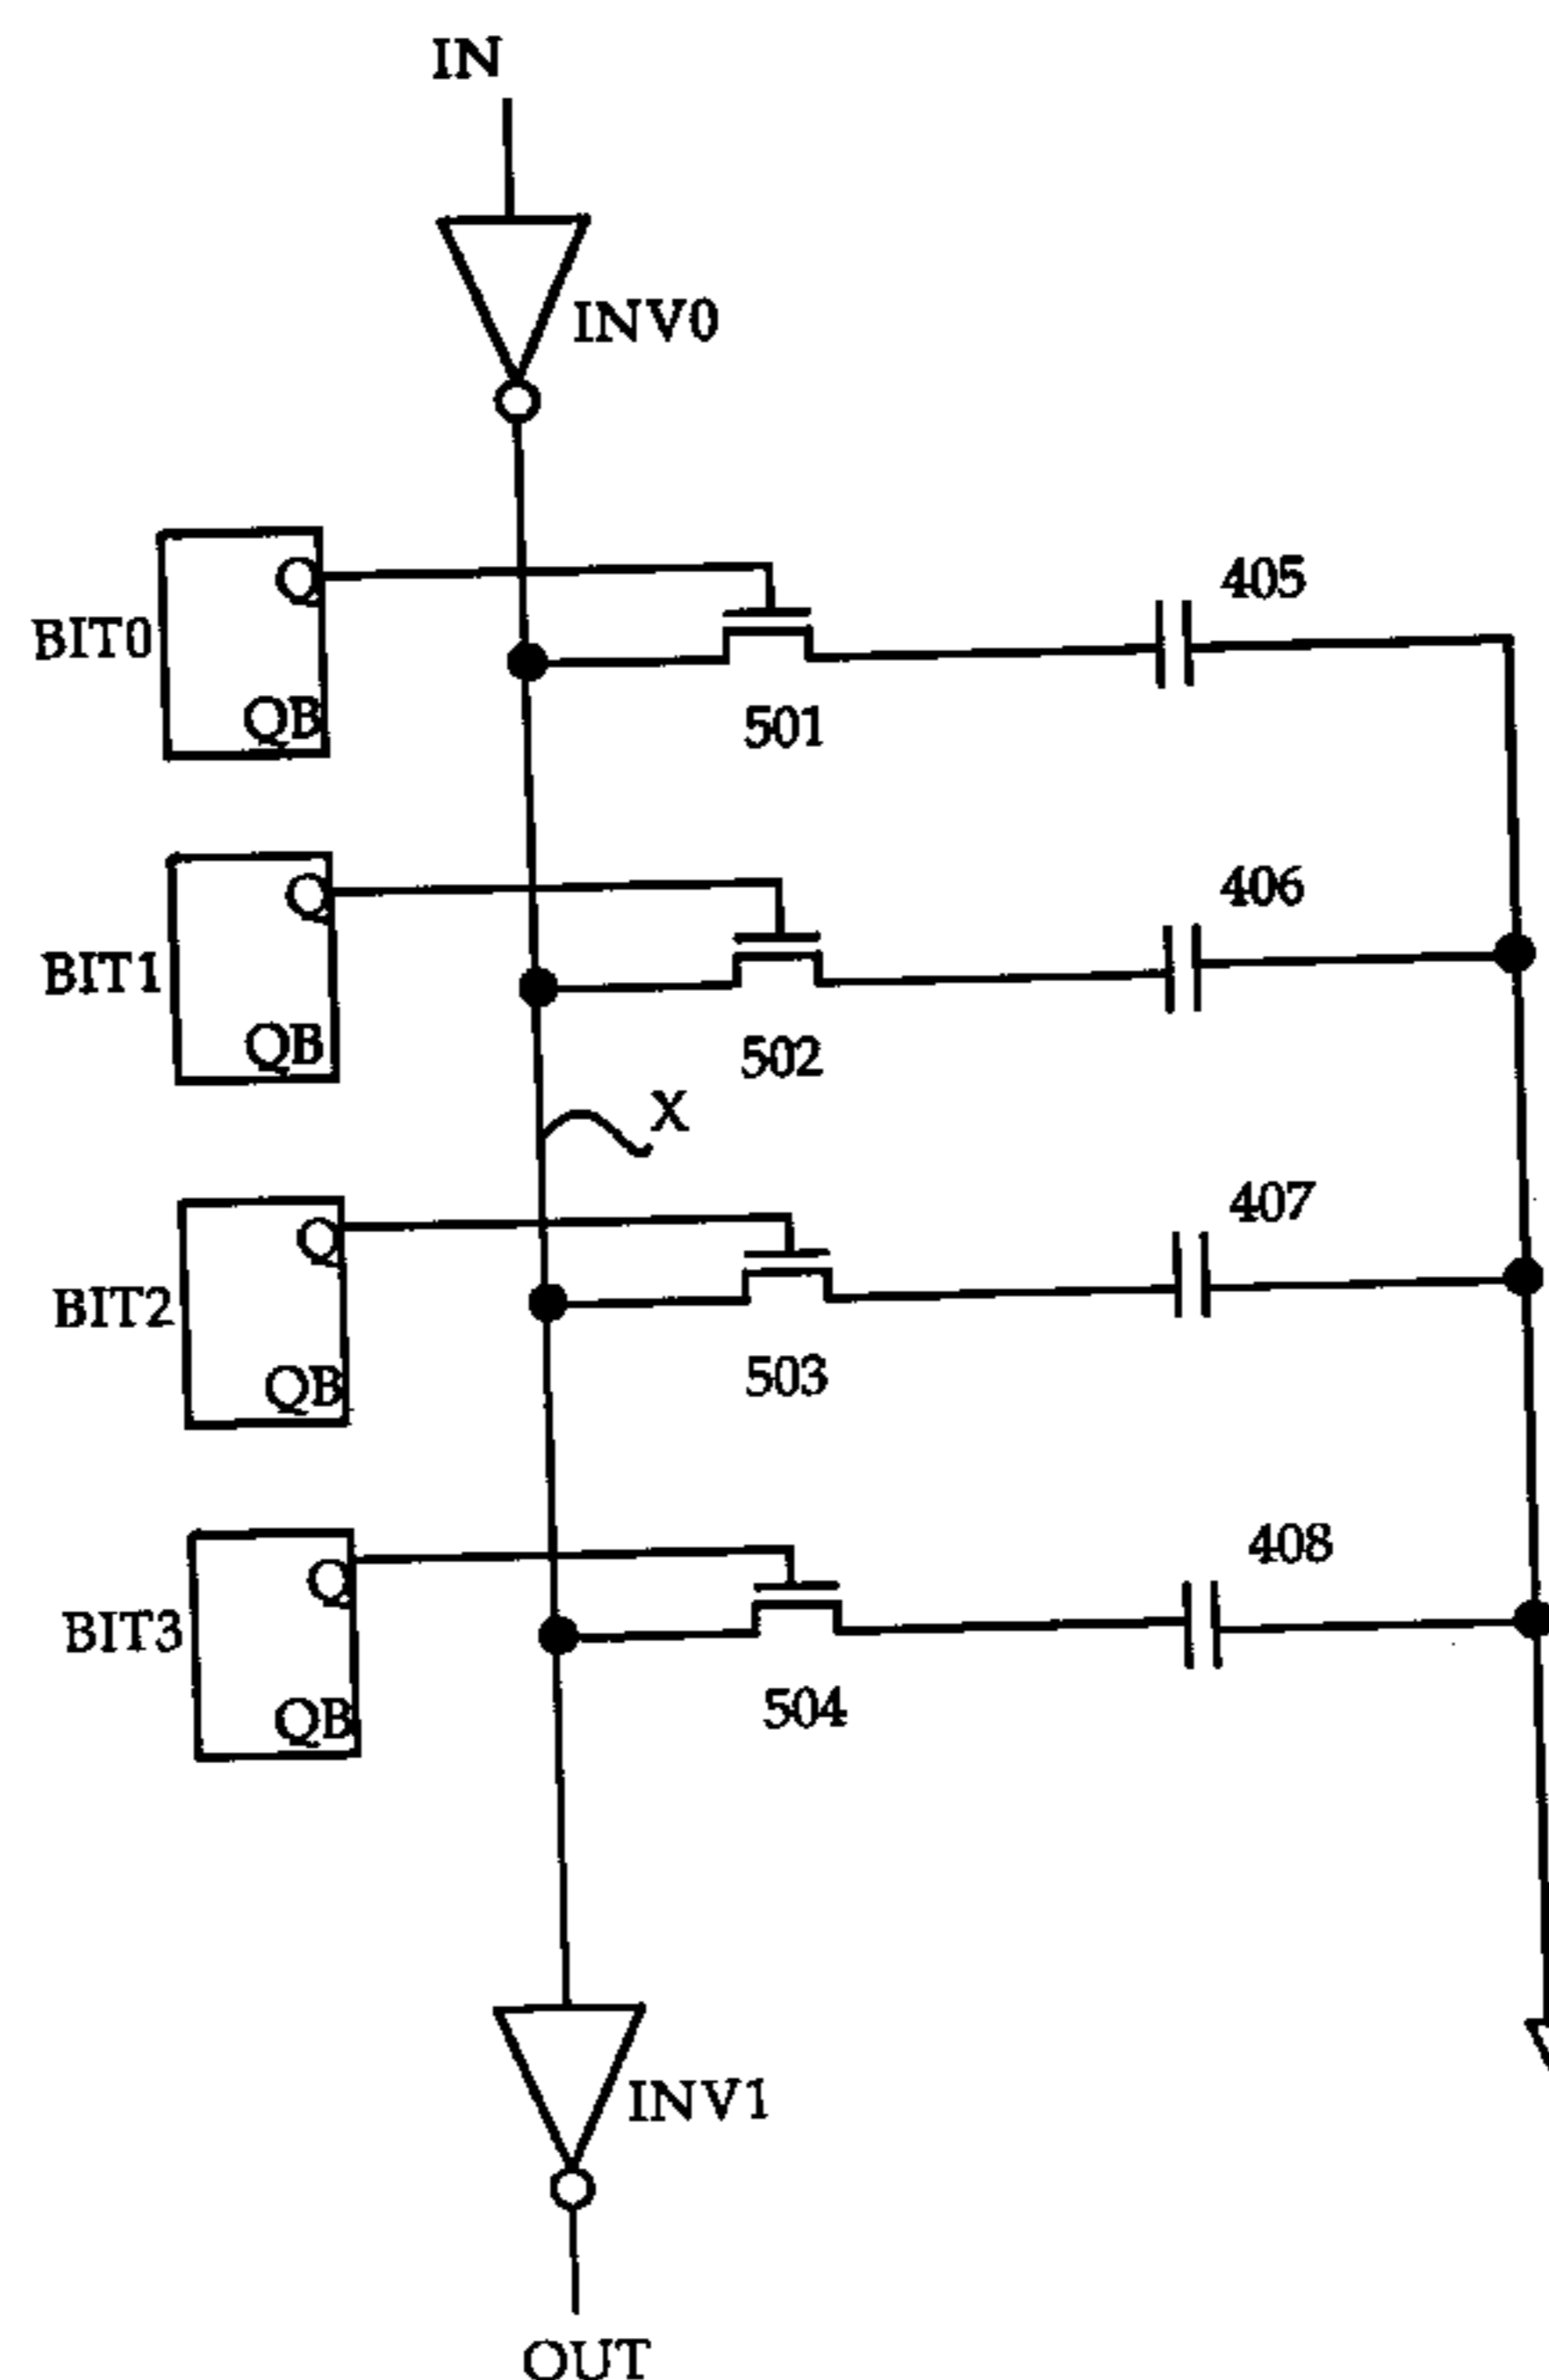 IN
INV0
Q
BIT0
QB
501
405
Q
BIT1
QB
502
406
X
Q
BIT2
QB
503
407
Q
BIT3
QB
504
408
INV1
OUT